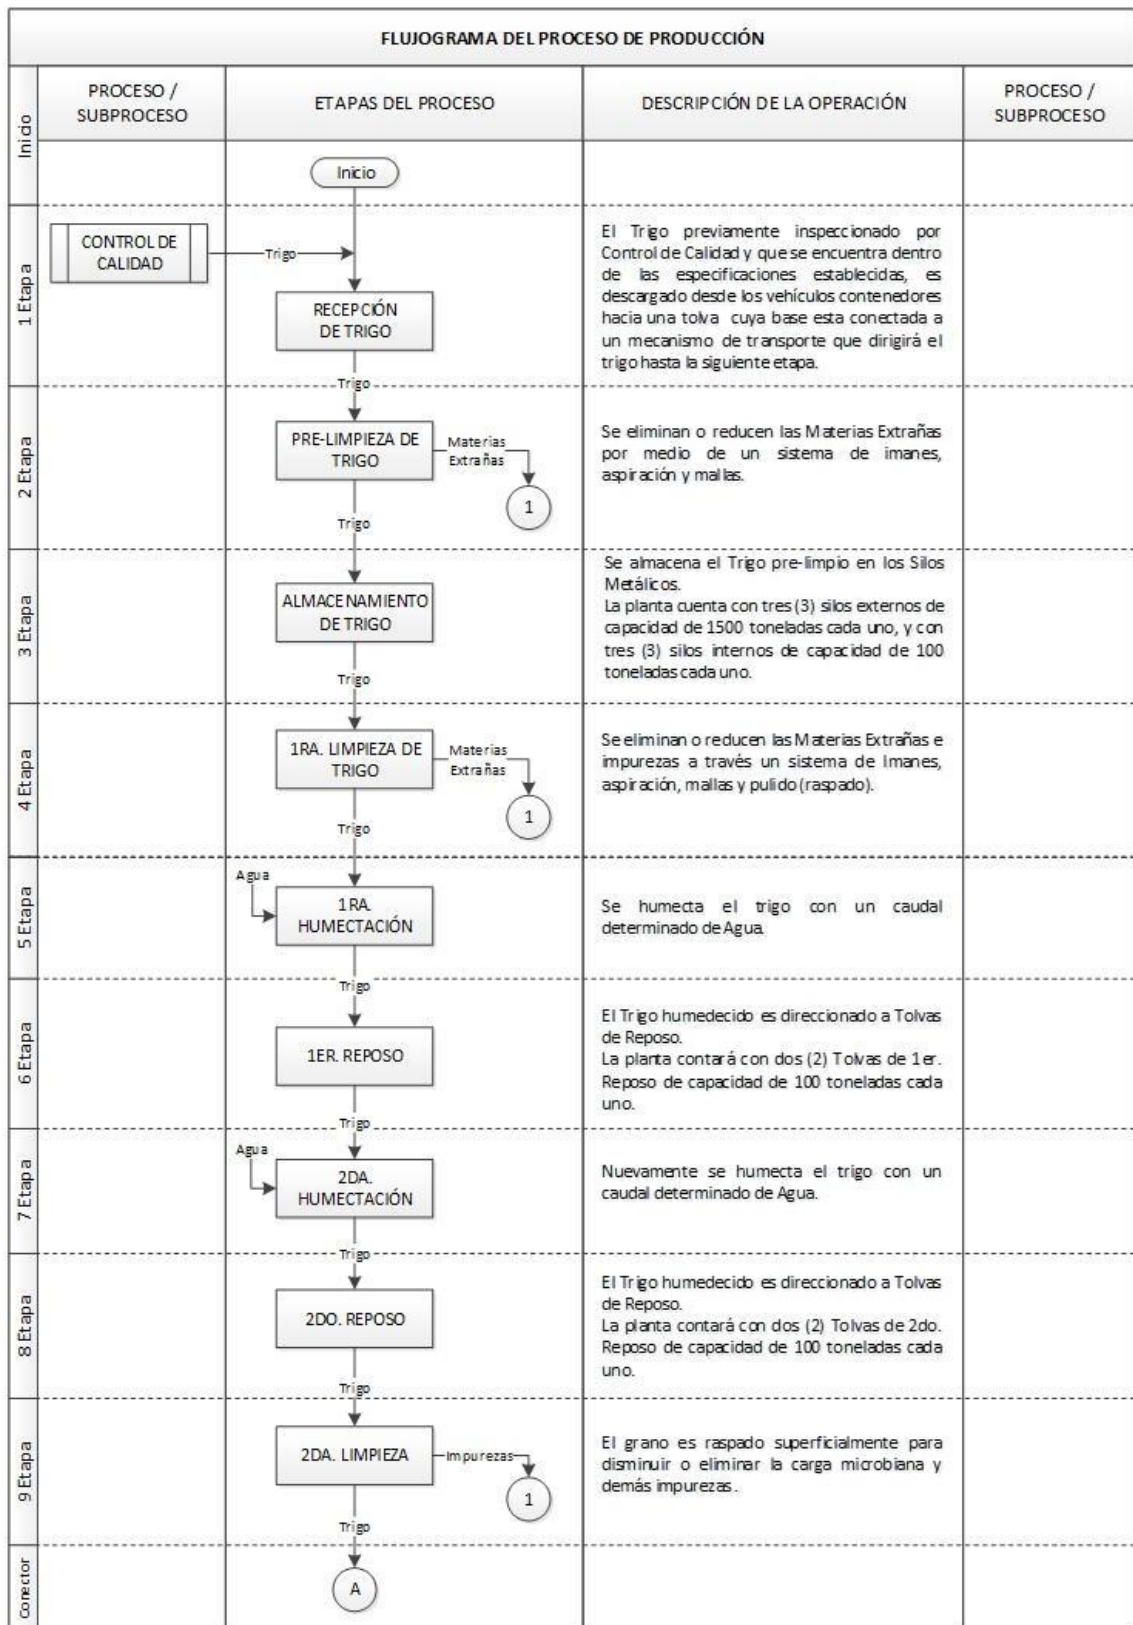 FLUJOGRAMA DEL PROCESO DE PRODUCCIÓN
Inicio
PROCESO /
SUBPROCESO
ETAPAS DEL PROCESO
DESCRIPCIÓN DE LA OPERACIÓN
PROCESO /
SUBPROCESO
Inicio
1 Etapa
CONTROL DE
CALIDAD
Trigo
RECEPCIÓN
DE TRIGO
El Trigo previamente inspeccionado por
Control de Calidad y que se encuentra dentro
de las especificaciones establecidas, es
descargado desde los vehículos contenedores
hacia una tolva cuya base esta conectada a
un mecanismo de transporte que dirigirá el
trigo hasta la siguiente etapa.
Trigo
2 Etapa
PRE-LIMPIEZA DE
TRIGO
Materias
Extrañas
1
Se eliminan o reducen las Materias Extrañas
por medio de un sistema de imanes,
aspiración y mallas.
Trigo
3 Etapa
ALMACENAMIENTO
DE TRIGO
Se almacena el Trigo pre-limpio en los Silos
Metálicos.
La planta cuenta con tres (3) silos externos de
capacidad de 1500 toneladas cada uno, y con
tres (3) silos internos de capacidad de 100
toneladas cada uno.
Trigo
4 Etapa
1RA. LIMPIEZA DE
TRIGO
Materias
Extrañas
1
Se eliminan o reducen las Materias Extrañas e
impurezas a través un sistema de Imanes,
aspiración, mallas y pulido (raspado).
Trigo
5 Etapa
Agua
1RA.
HUMECTACIÓN
Se humecta el trigo con un caudal
determinado de Agua.
Trigo
6 Etapa
1ER. REPOSO
El Trigo humedecido es direccionado a Tolvas
de Reposo.
La planta contará con dos (2) Tolvas de 1er.
Reposo de capacidad de 100 toneladas cada
uno.
Trigo
7 Etapa
Agua
2DA.
HUMECTACIÓN
Nuevamente se humecta el trigo con un
caudal determinado de Agua.
Trigo
8 Etapa
2DO. REPOSO
El Trigo humedecido es direccionado a Tolvas
de Reposo.
La planta contará con dos (2) Tolvas de 2do.
Reposo de capacidad de 100 toneladas cada
uno.
Trigo
9 Etapa
2DA. LIMPIEZA
Impurezas
1
El grano es raspado superficialmente para
disminuir o eliminar la carga microbiana y
demás impurezas.
Trigo
Conector
A